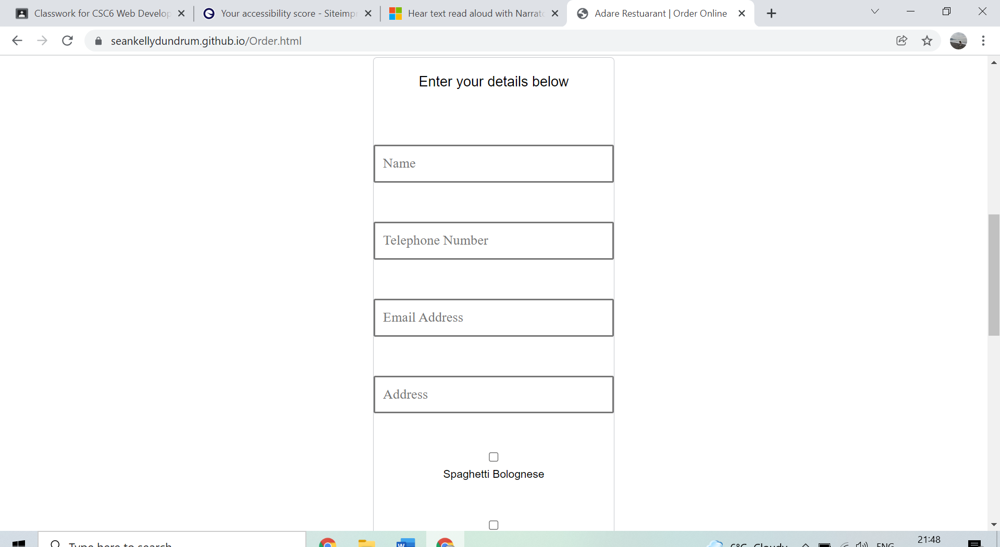 Classwork for CSC6 Web Develop
Your accessibility score - Siteimpr
Hear text read aloud with Narrato
Adare Restuarant | Order Online
seankellydundrum.github.io/Order.html
Enter your details below
Name
Telephone Number
Email Address
Address
Spaghetti Bolognese
Type here to search
6°C Cloudy
ENG
21:48